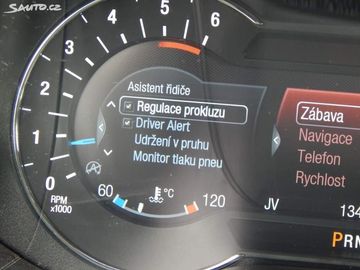 Sauto.cz
1 2 3 4 5 6
0
Asistent řidiče
Regulace prokluzu
Driver Alert
Udržení v pruhu
Monitor tlaku pneu
RPM
x1000
60 °C 120
Zábava
Navigace
Telefon
Rychlost
JV 134
PRN